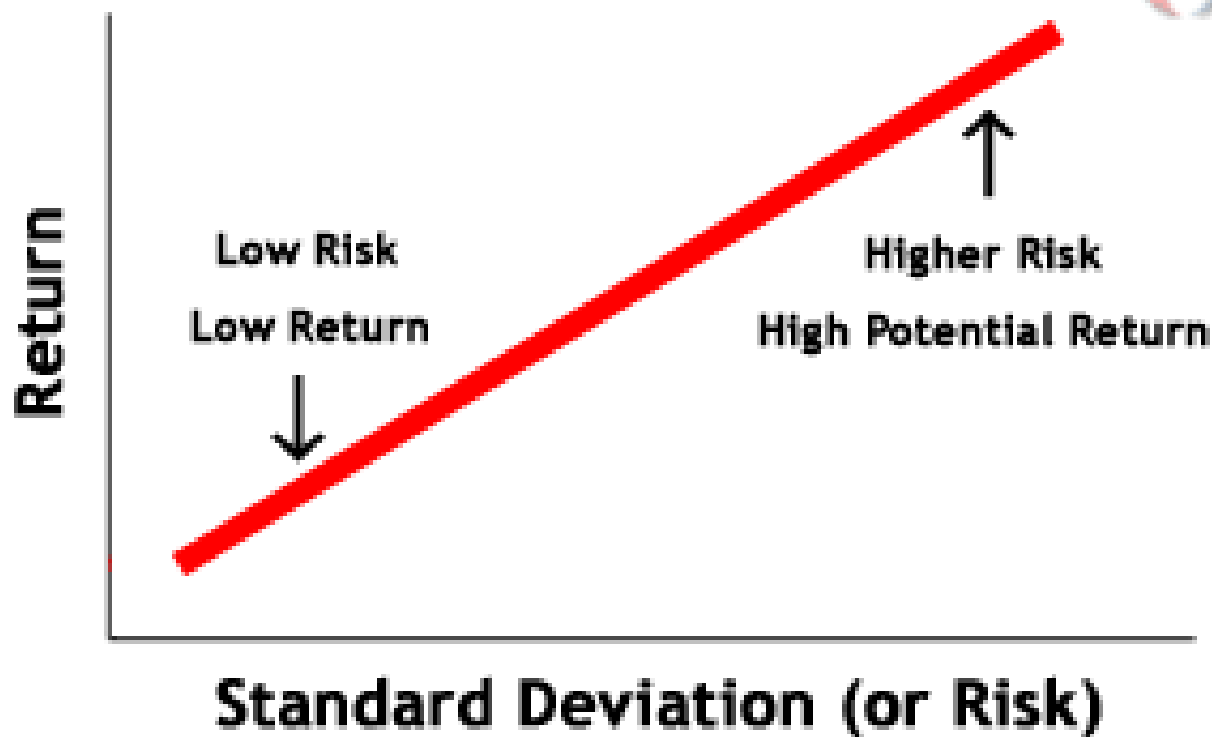 Return
Low Risk
Low Return
Higher Risk
High Potential Return
Standard Deviation (or Risk)